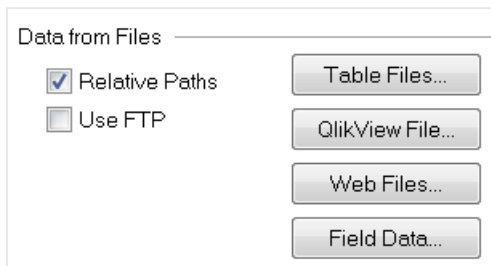 Data from Files
Relative Paths
Table Files...
Use FTP
QlikView File...
Web Files...
Field Data...